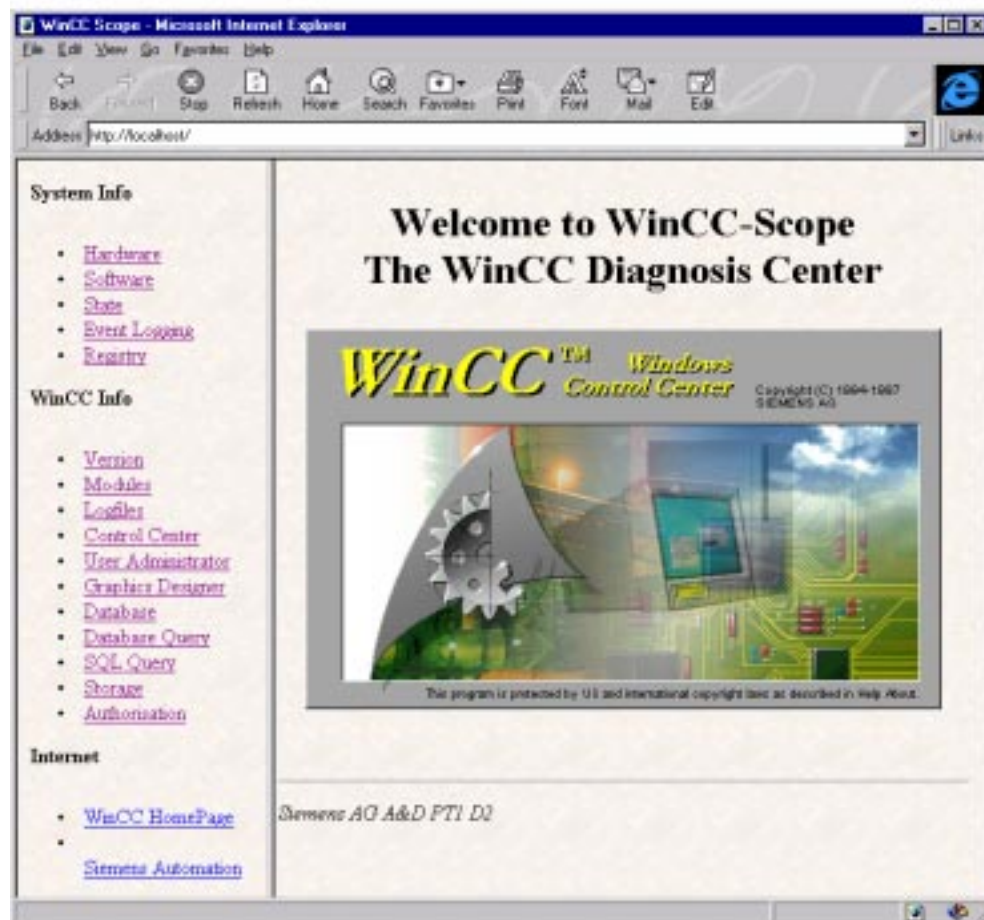 WinCC Scope - Microsoft Internet Explorer
File Edit View Go Favorites Help
Back Forward Stop Refresh Home Search Favorites Print Font Mail Edit
Address http://localhost/ Links
System Info
• Hardware
• Software
• State
• Event Logging
• Registry
WinCC Info
• Version
• Modules
• Logfiles
• Control Center
• User Administrator
• Graphics Designer
• Database
• Database Query
• SQL Query
• Storage
• Authorisation
Internet
• WinCC HomePage
•
Siemens Automation
Welcome to WinCC-Scope
The WinCC Diagnosis Center
WinCC™ Windows
Control Center
Copyright (C) 1994-1997
SIEMENS AG
This program is protected by US and international copyright laws as described in Help About.
Siemens AG A&D PT1 D2